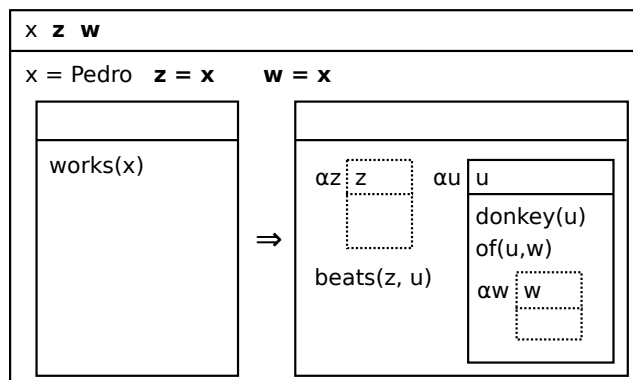 x z w
x = Pedro z = x w = x
works(x)
⇒
αz z
αu u
donkey(u)
of(u,w)
beats(z, u)
αw w